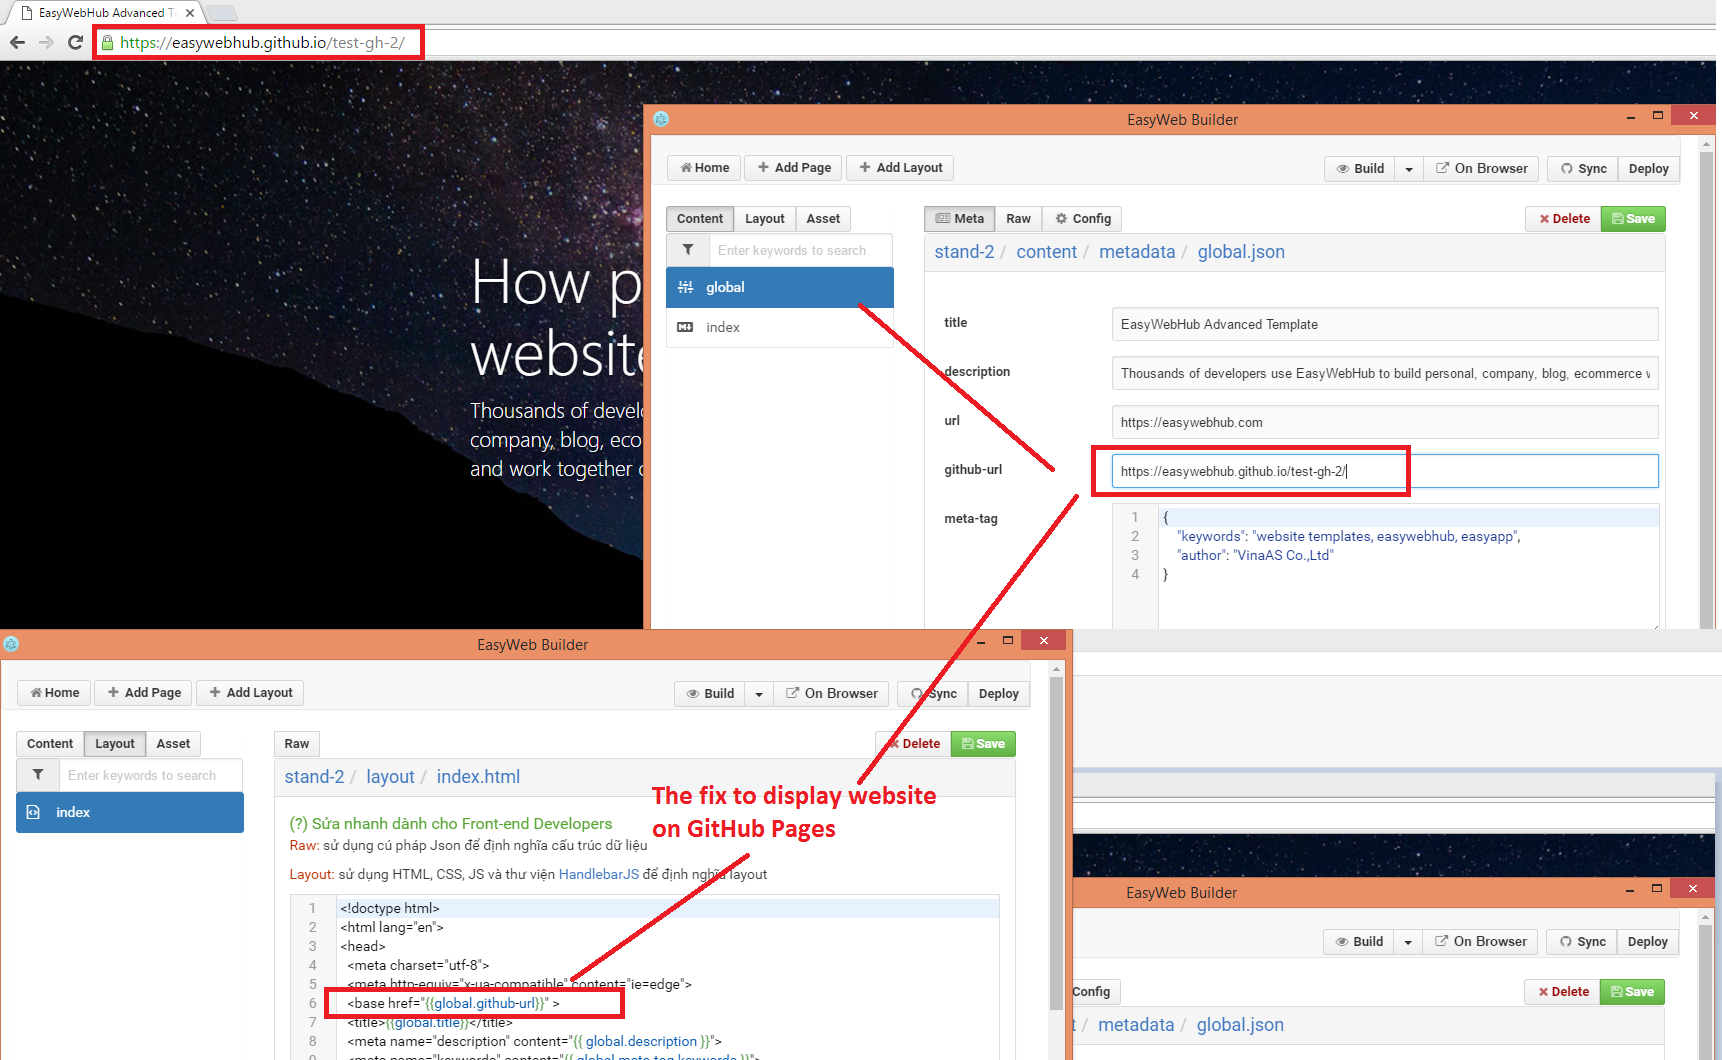 EasyWebHub Advanced T
https://easywebhub.github.io/test-gh-2/
How p
website
Thousands of develo
company, blog, eco
and work together
EasyWeb Builder
Home
Add Page
Add Layout
Build
On Browser
Sync
Deploy
Content
Layout
Asset
Meta
Raw
Config
Delete
Save
Enter keywords to search
stand-2 / content / metadata / global.json
global
index
title
EasyWebHub Advanced Template
description
Thousands of developers use EasyWebHub to build personal, company, blog, ecommerce
url
https://easywebhub.com
github-url
https://easywebhub.github.io/test-gh-2/
meta-tag
1 {
2 "keywords": "website templates, easywebhub, easyapp",
3 "author": "VinaAS Co.,Ltd"
4 }
EasyWeb Builder
Home
Add Page
Add Layout
Build
On Browser
Sync
Deploy
Content
Layout
Asset
Raw
Delete
Save
Enter keywords to search
stand-2 / layout / index.html
index
The fix to display website
on GitHub Pages
(?) Sửa nhanh dành cho Front-end Developers
Raw: sử dụng cú pháp Json để định nghĩa cấu trúc dữ liệu
Layout: sử dụng HTML, CSS, JS và thư viện HandlebarJS để định nghĩa layout
1 <!doctype html>
2 <html lang="en">
3 <head>
4 <meta charset="utf-8">
5 <meta http-equiv="x-ua-compatible" content="ie=edge">
6 <base href="{{global.github-url}}" >
7 <title>{{global.title}}</title>
8 <meta name="description" content="{{ global.description }}">
9 <meta name="keywords" content="{{ global.meta-tag.keywords }}">
EasyWeb Builder
Build
On Browser
Sync
Deploy
Config
Delete
Save
t / metadata / global.json